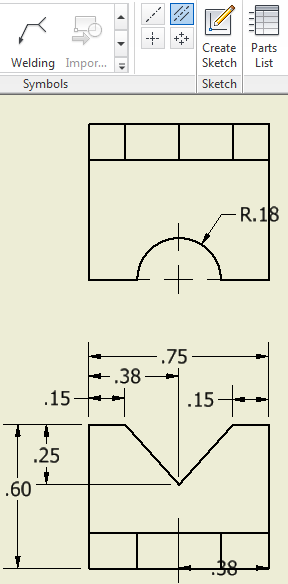 Welding
Impor...
Create
Sketch
Parts
List
Symbols
Sketch
R.18
.75
.38
.15
.15
.25
.60
.38